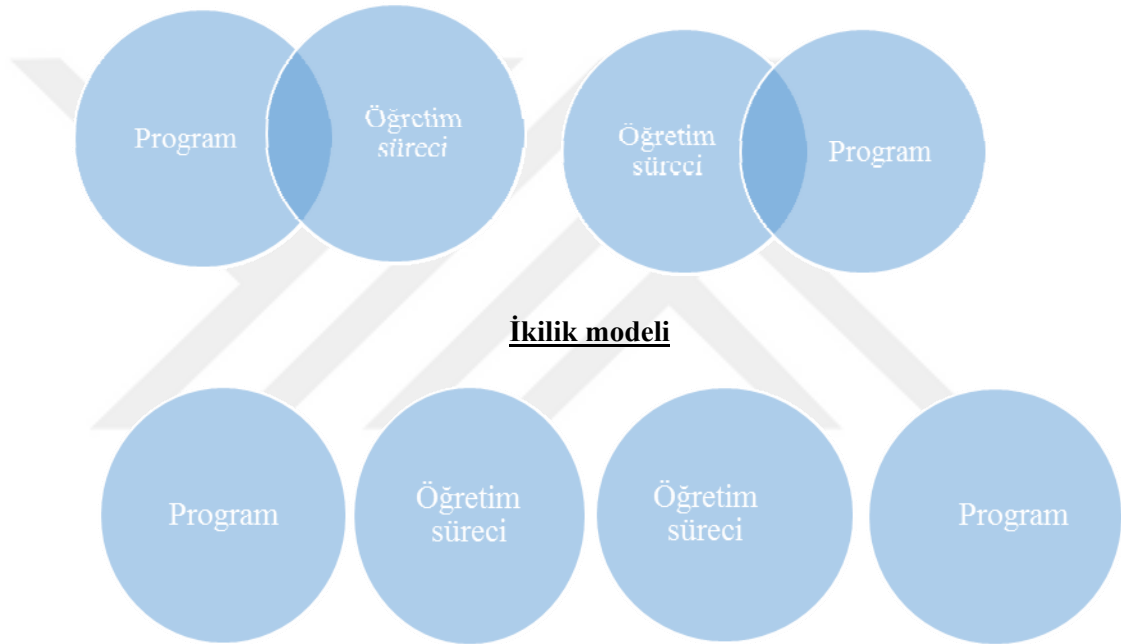 Program
Öğretim
süreci
Öğretim
süreci
Program
İkilik modeli
Program
Öğretim
süreci
Öğretim
süreci
Program